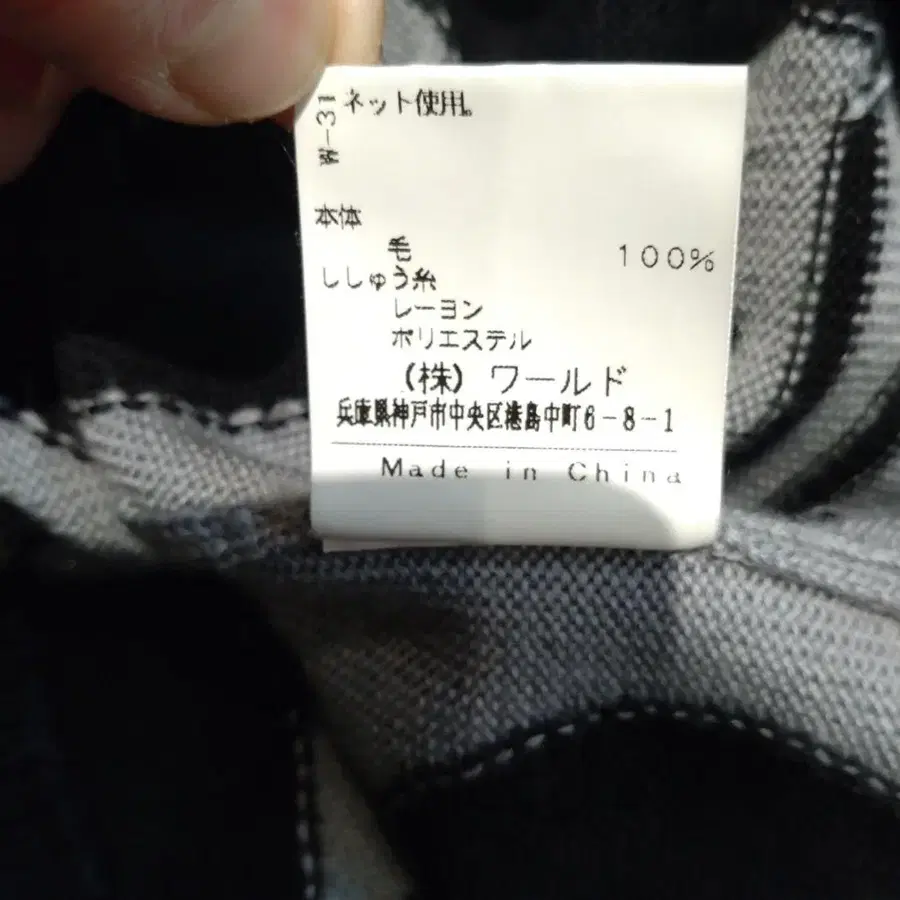 W-31
ネット使用。
本体
毛 100%
ししゅう糸
レーヨン
ポリエステル
(株) ワールド
兵庫県神戸市中央区港島中町6-8-1
Made in China